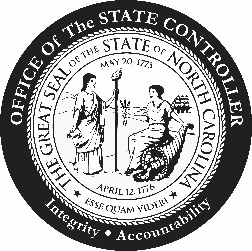 OFFICE OF The STATE CONTROLLER
THE GREAT SEAL OF THE STATE OF NORTH CAROLINA
MAY 20, 1775
APRIL 12, 1776
ESSE QUAM VIDERI
Integrity • Accountability